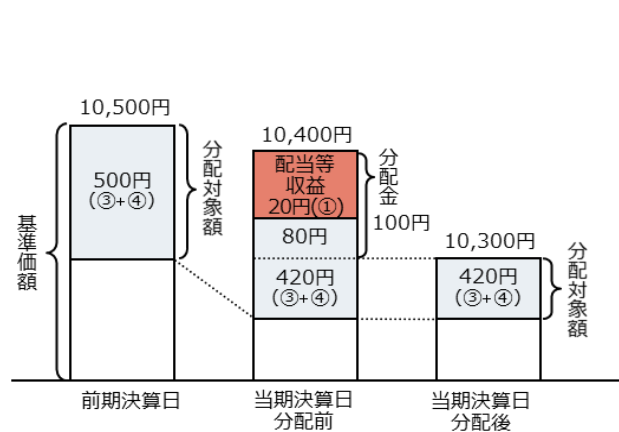 10,500円
500円
(③+④)
分配対象額
基準価額
10,400円
配当等
収益
20円(①)
80円
420円
(③+④)
分配金
100円
10,300円
420円
(③+④)
分配対象額
前期決算日
当期決算日
分配前
当期決算日
分配後